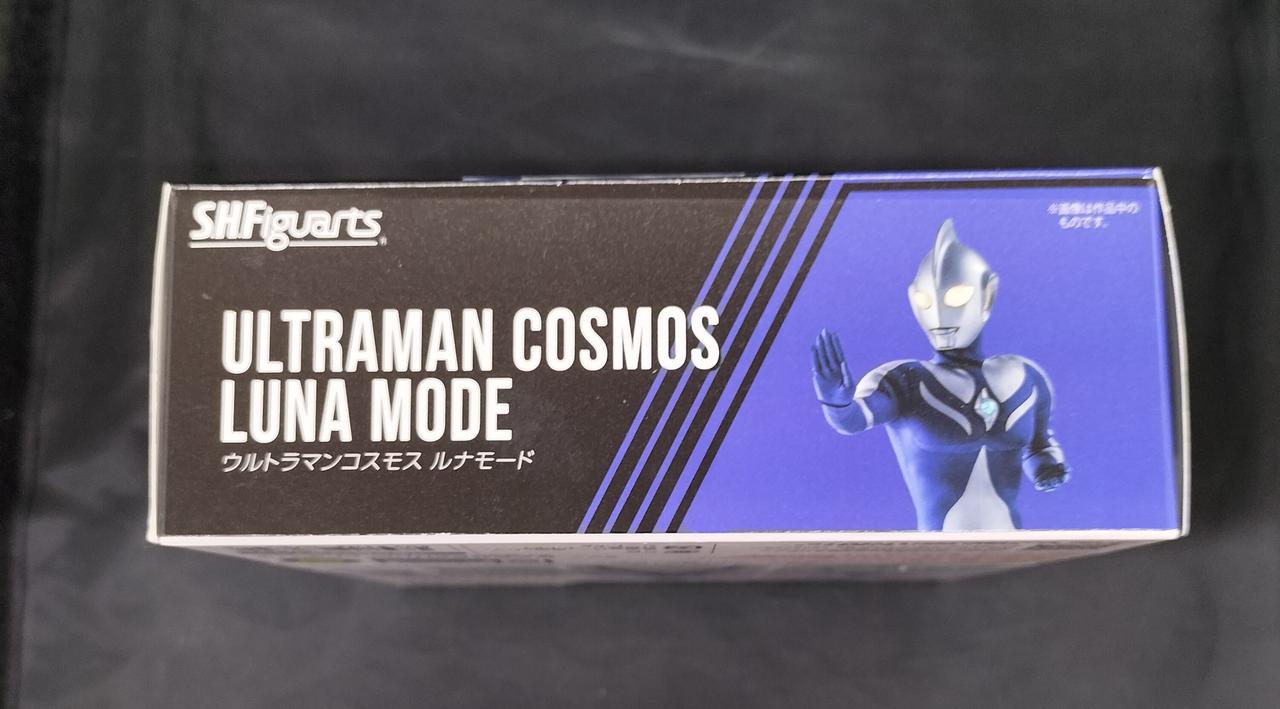 S.H.Figuarts
ULTRAMAN COSMOS
LUNA MODE
ウルトラマンコスモス ルナモード
※画像は作品中の
ものです。